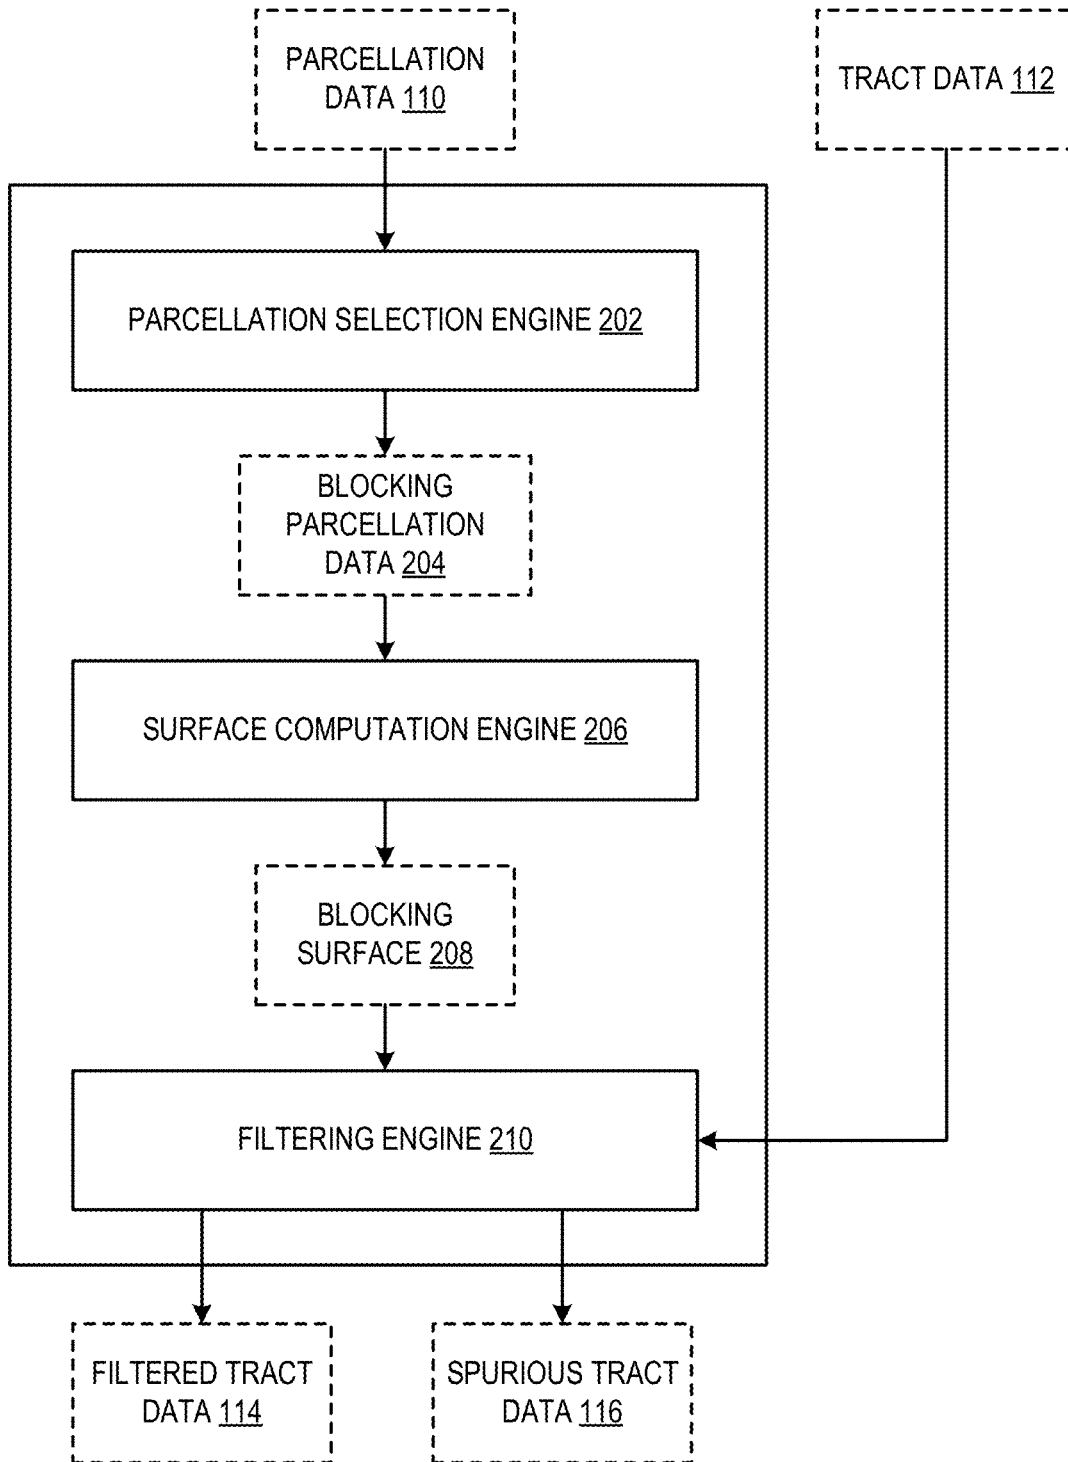 PARCELLATION
DATA 110
TRACT DATA 112
PARCELLATION SELECTION ENGINE 202
BLOCKING
PARCELLATION
DATA 204
SURFACE COMPUTATION ENGINE 206
BLOCKING
SURFACE 208
FILTERING ENGINE 210
FILTERED TRACT
DATA 114
SPURIOUS TRACT
DATA 116